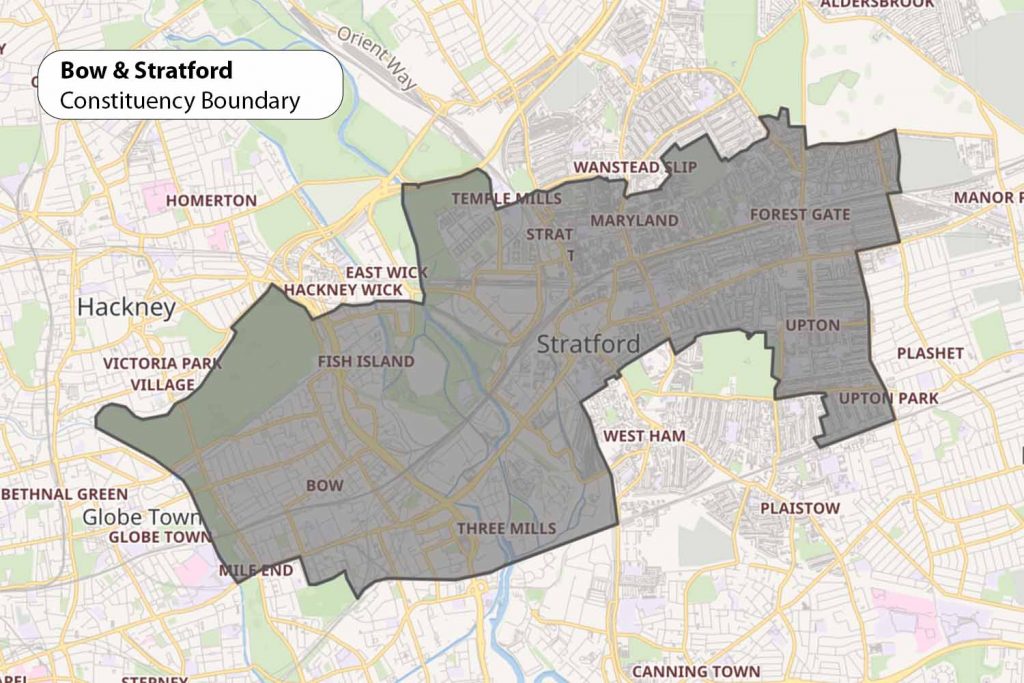 Bow & Stratford
Constituency Boundary
ALDERSBROOK
Orient Way
WANSTEAD SLIP
HOMERTON
TEMPLE MILLS
MANOR
MARYLAND
FOREST GATE
STRAT
T
EAST WICK
HACKNEY WICK
Hackney
UPTON
Stratford
VICTORIA PARK
VILLAGE
FISH ISLAND
PLASHET
UPTON PARK
WEST HAM
BOW
BETHNAL GREEN
Globe Town
GLOBE TOWN
PLAISTOW
THREE MILLS
MILE END
CANNING TOWN
STEPNEY